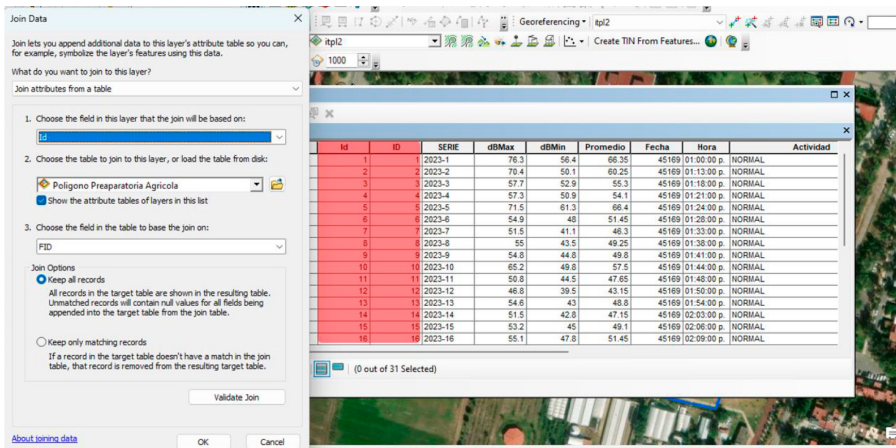 Join Data
Join lets you append additional data to this layer's attribute table so you can,
for example, symbolize the layer's features using this data.
What do you want to join to this layer?
Join attributes from a table
1. Choose the field in this layer that the join will be based on:
Id
2. Choose the table to join to this layer, or load the table from disk:
Poligono Preaparatoria Agricola
Show the attribute tables of layers in this list
3. Choose the field in the table to base the join on:
FID
Join Options
Keep all records
All records in the target table are shown in the resulting table.
Unmatched records will contain null values for all fields being
appended into the target table from the join table.
Keep only matching records
If a record in the target table doesn't have a match in the join
table, that record is removed from the resulting target table.
Validate Join
About joining data
OK Cancel
Georeferencing itpl2
itpl2 Create TIN From Features...
1000
Id ID SERIE dBMax dBMin Promedio Fecha Hora Actividad
1 1 2023-1 76.3 56.4 66.35 45169 01:00:00 p. NORMAL
2 2 2023-2 70.4 50.1 60.25 45169 01:13:00 p. NORMAL
3 3 2023-3 57.7 52.9 55.3 45169 01:18:00 p. NORMAL
4 4 2023-4 57.3 50.9 54.1 45169 01:21:00 p. NORMAL
5 5 2023-5 71.5 61.3 66.4 45169 01:24:00 p. NORMAL
6 6 2023-6 54.9 48 51.45 45169 01:28:00 p. NORMAL
7 7 2023-7 51.5 41.1 46.3 45169 01:33:00 p. NORMAL
8 8 2023-8 55 43.5 49.25 45169 01:38:00 p. NORMAL
9 9 2023-9 54.8 44.8 49.8 45169 01:41:00 p. NORMAL
10 10 2023-10 65.2 49.8 57.5 45169 01:44:00 p. NORMAL
11 11 2023-11 50.8 44.5 47.65 45169 01:48:00 p. NORMAL
12 12 2023-12 46.8 39.5 43.15 45169 01:50:00 p. NORMAL
13 13 2023-13 54.6 43 48.8 45169 01:54:00 p. NORMAL
14 14 2023-14 51.5 42.8 47.15 45169 02:03:00 p. NORMAL
15 15 2023-15 53.2 45 49.1 45169 02:06:00 p. NORMAL
16 16 2023-16 55.1 47.8 51.45 45169 02:09:00 p. NORMAL
(0 out of 31 Selected)